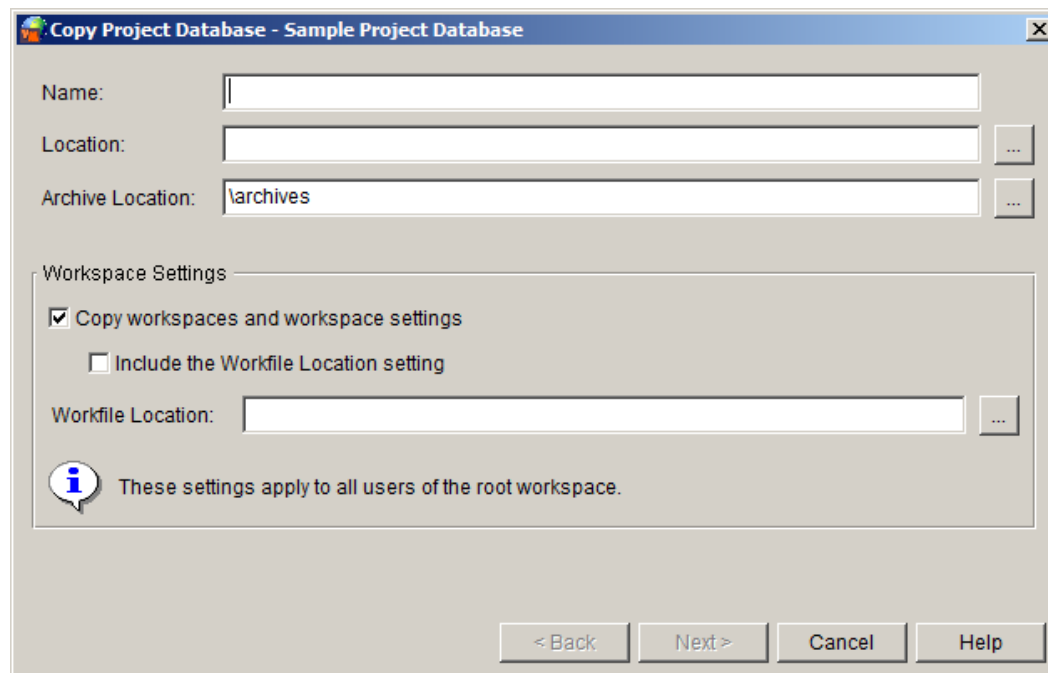 Copy Project Database - Sample Project Database
Name:
Location:
...
Archive Location:
\archives
...
Workspace Settings
Copy workspaces and workspace settings
Include the Workfile Location setting
Workfile Location:
...
These settings apply to all users of the root workspace.
< Back
Next >
Cancel
Help